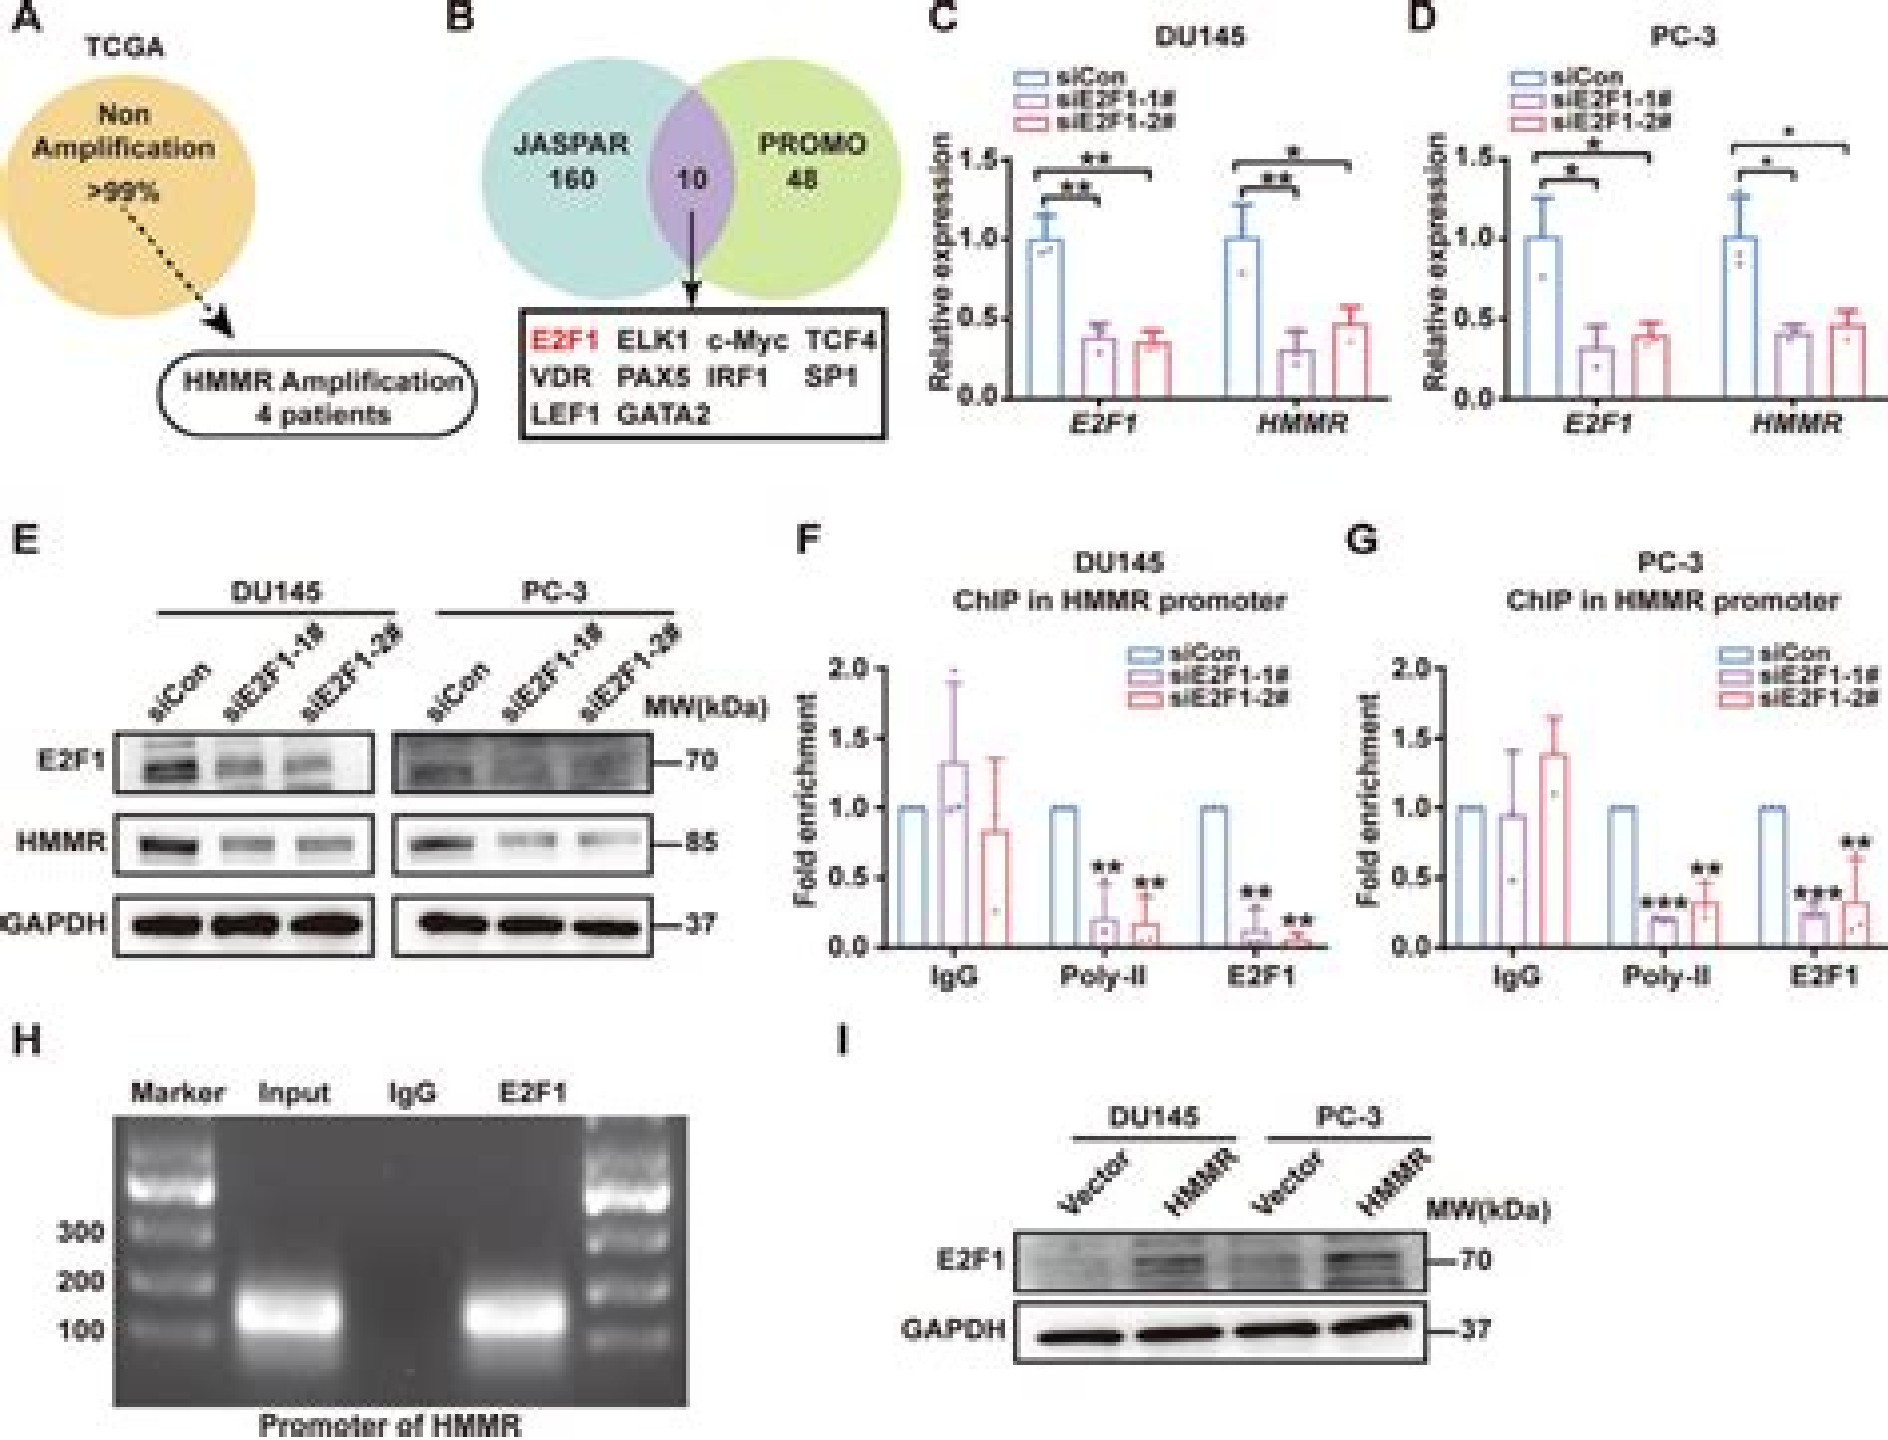 A
TCGA
Non
Amplification
>99%
HMMR Amplification
4 patients
B
JASPAR
160
10
PROMO
48
E2F1 ELK1 c-Myc TCF4
VDR PAX5 IRF1 SP1
LEF1 GATA2
C
DU145
siCon
siE2F1-1#
siE2F1-2#
Relative expression
1.5
1.0
0.5
0.0
** **
** *
E2F1 HMMR
D
PC-3
siCon
siE2F1-1#
siE2F1-2#
Relative expression
1.5
1.0
0.5
0.0
* *
* *
E2F1 HMMR
E
DU145 PC-3
siCon siE2F1-1# siE2F1-2# siCon siE2F1-1# siE2F1-2# MW(kDa)
E2F1 70
HMMR 85
GAPDH 37
F
DU145
ChIP in HMMR promoter
siCon
siE2F1-1#
siE2F1-2#
Fold enrichment
2.0
1.5
1.0
0.5
0.0
** ** ** **
IgG Poly-II E2F1
G
PC-3
ChIP in HMMR promoter
siCon
siE2F1-1#
siE2F1-2#
Fold enrichment
2.0
1.5
1.0
0.5
0.0
*** ** *** **
IgG Poly-II E2F1
H
Marker Input IgG E2F1
300
200
100
Promoter of HMMR
I
DU145 PC-3
Vector HMMR Vector HMMR MW(kDa)
E2F1 70
GAPDH 37